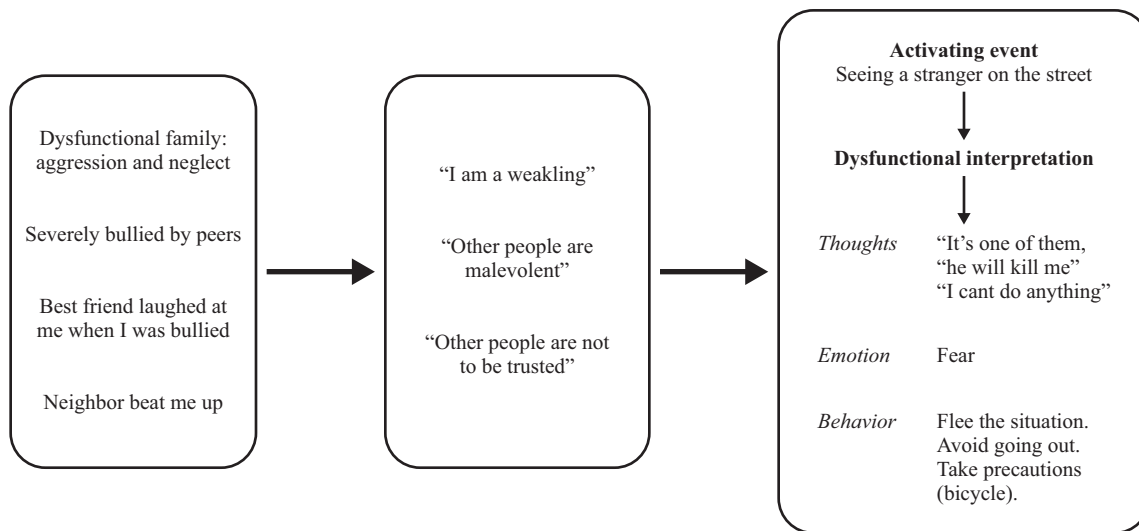 Dysfunctional family:
aggression and neglect
Severely bullied by peers
Best friend laughed at
me when I was bullied
Neighbor beat me up
“I am a weakling”
“Other people are
malevolent”
“Other people are not
to be trusted”
Activating event
Seeing a stranger on the street
Dysfunctional interpretation
Thoughts “It’s one of them,
“he will kill me”
“I cant do anything”
Emotion Fear
Behavior Flee the situation.
Avoid going out.
Take precautions
(bicycle).